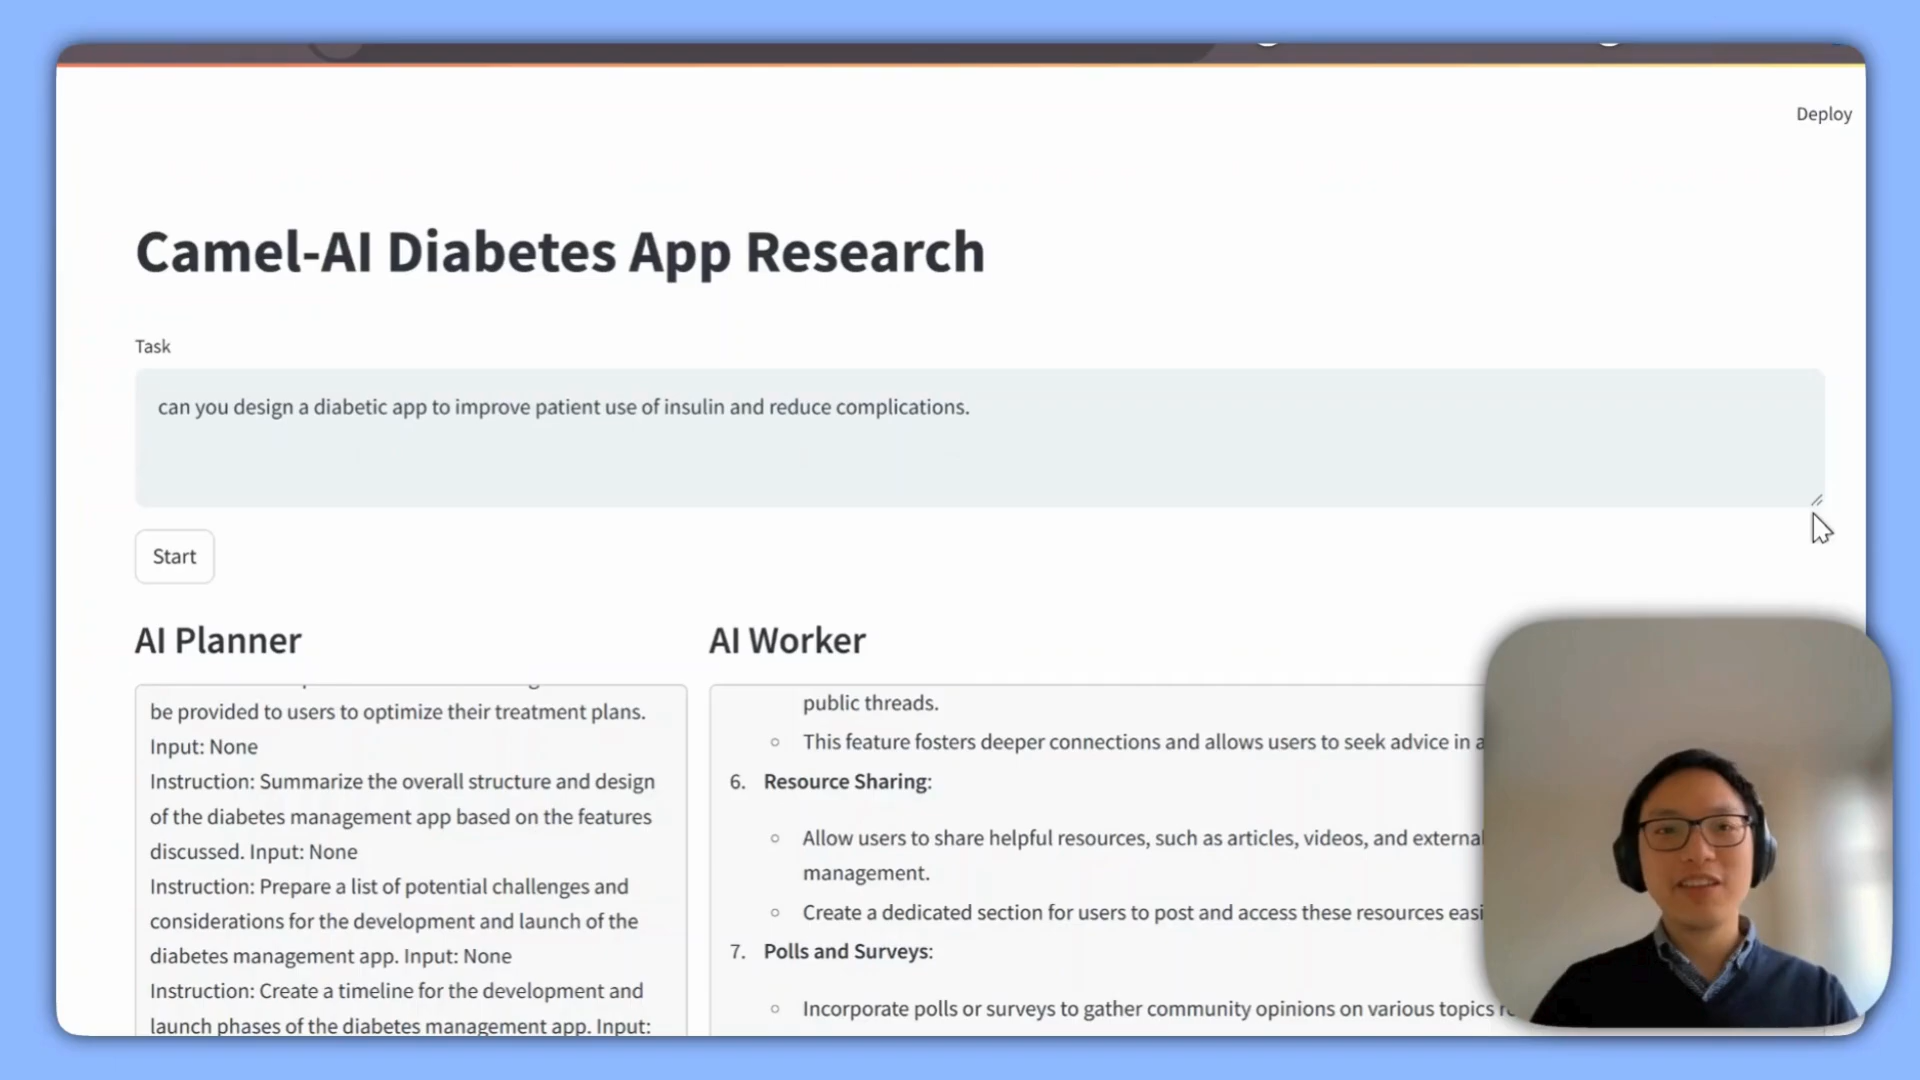 Deploy
Camel-AI Diabetes App Research
Task
can you design a diabetic app to improve patient use of insulin and reduce complications.
Start
AI Planner
be provided to users to optimize their treatment plans.
Input: None
Instruction: Summarize the overall structure and design
of the diabetes management app based on the features
discussed. Input: None
Instruction: Prepare a list of potential challenges and
considerations for the development and launch of the
diabetes management app. Input: None
Instruction: Create a timeline for the development and
launch phases of the diabetes management app. Input:
AI Worker
public threads.
This feature fosters deeper connections and allows users to seek advice in
6. Resource Sharing:
Allow users to share helpful resources, such as articles, videos, and external
management.
Create a dedicated section for users to post and access these resources easi
7. Polls and Surveys:
Incorporate polls or surveys to gather community opinions on various topics